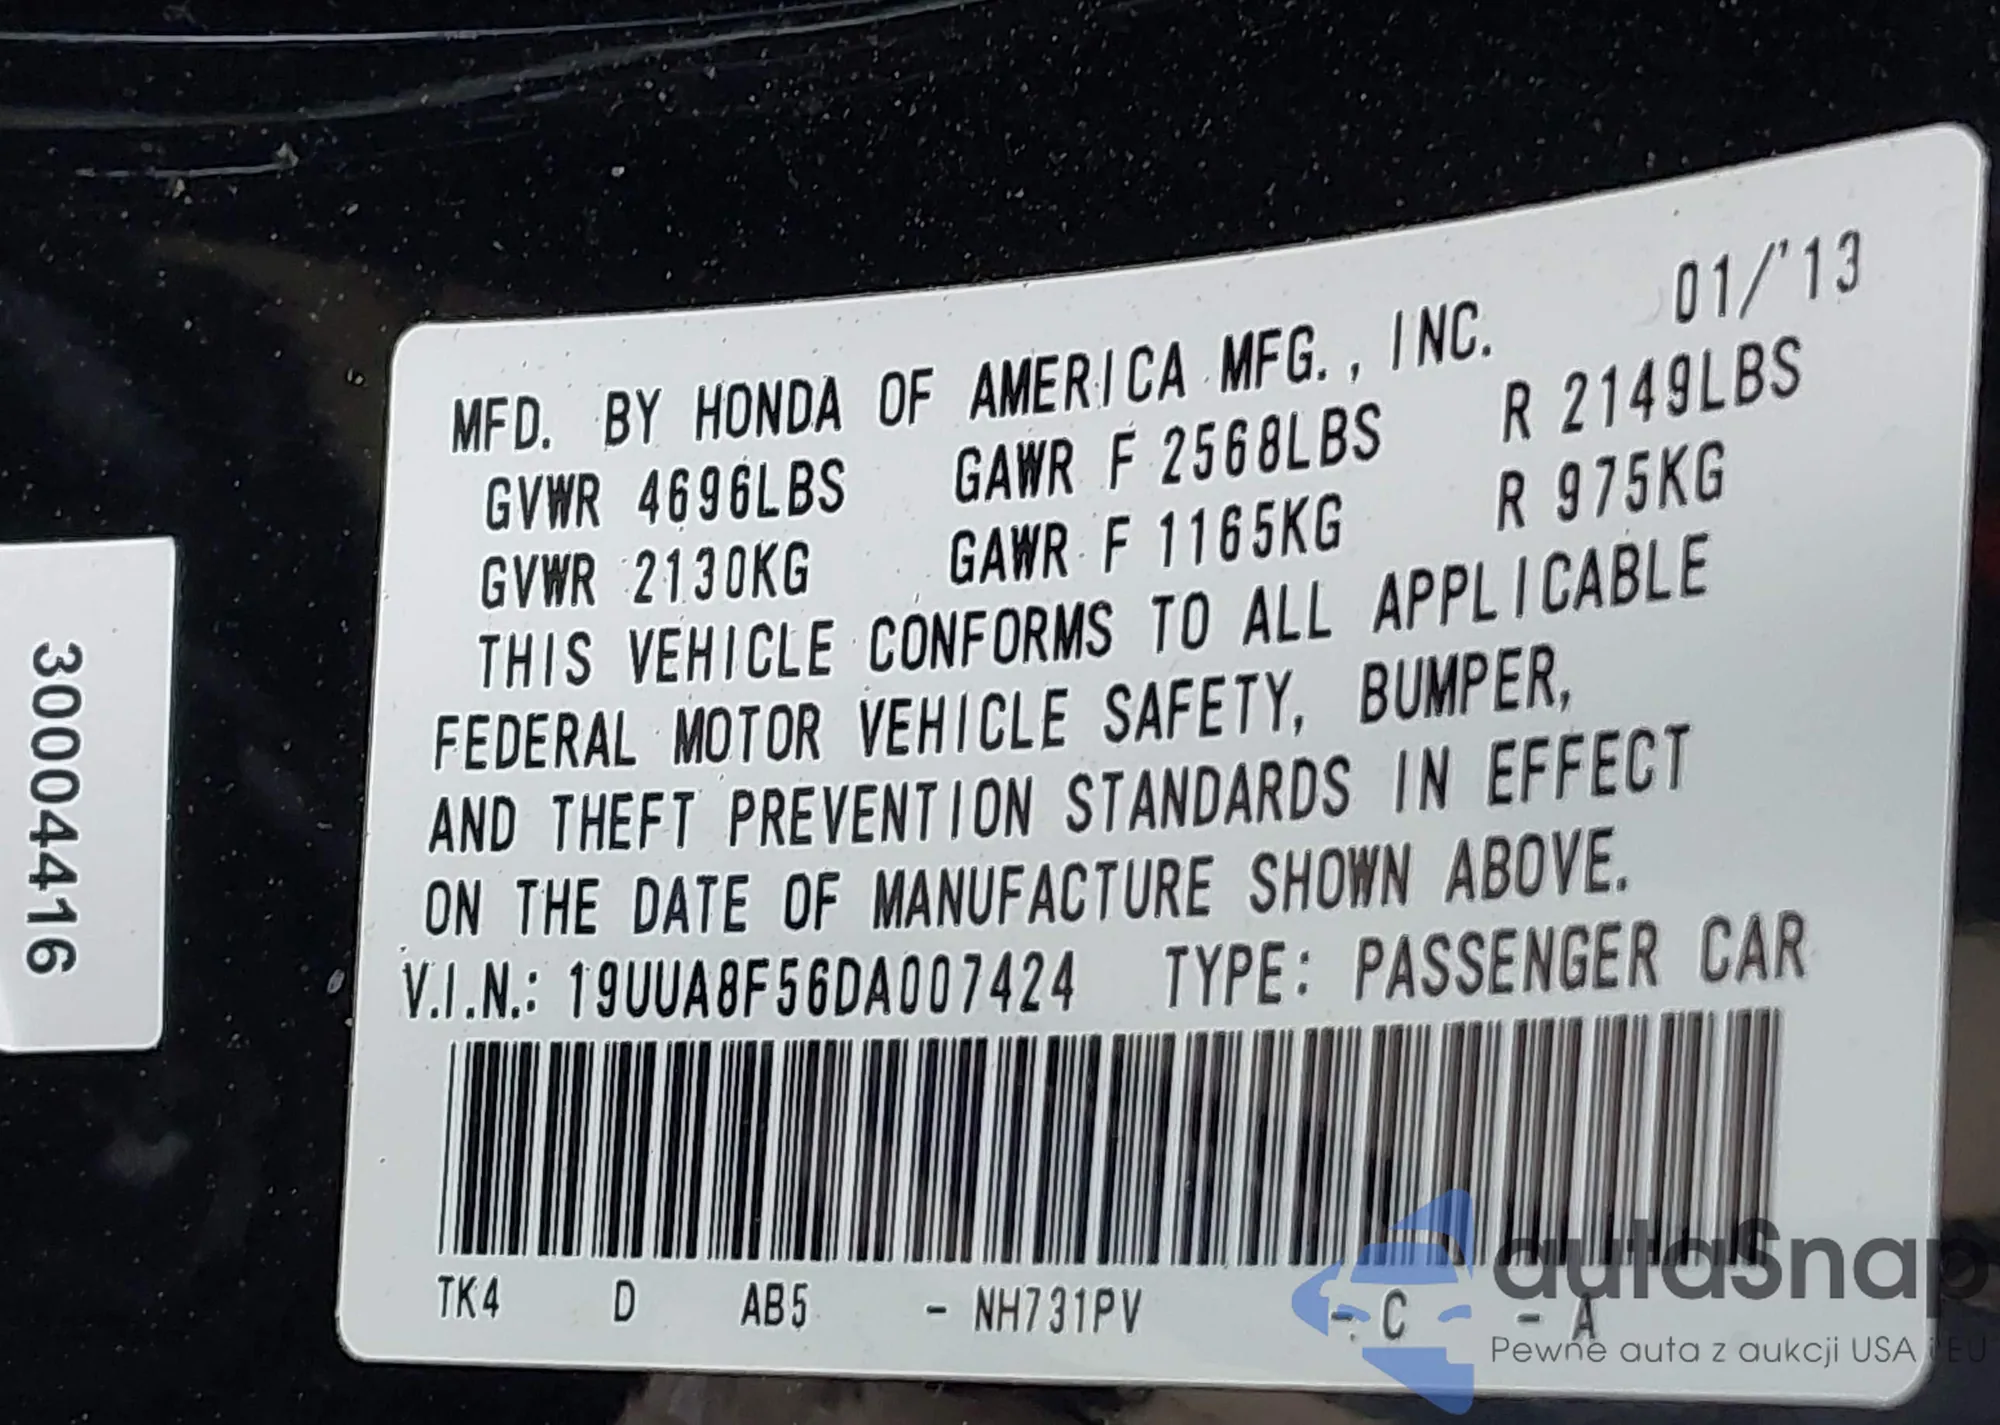 01/'13
MFD. BY HONDA OF AMERICA MFG., INC.
GVWR 4696LBS GAWR F 2568LBS R 2149LBS
GVWR 2130KG GAWR F 1165KG R 975KG
THIS VEHICLE CONFORMS TO ALL APPLICABLE
FEDERAL MOTOR VEHICLE SAFETY, BUMPER,
AND THEFT PREVENTION STANDARDS IN EFFECT
ON THE DATE OF MANUFACTURE SHOWN ABOVE.
V.I.N.: 19UUA8F56DA007424 TYPE: PASSENGER CAR
TK4 D AB5 - NH731PV - C - A
30004416
autaSnap
Pewne auta z aukcji USA i EU